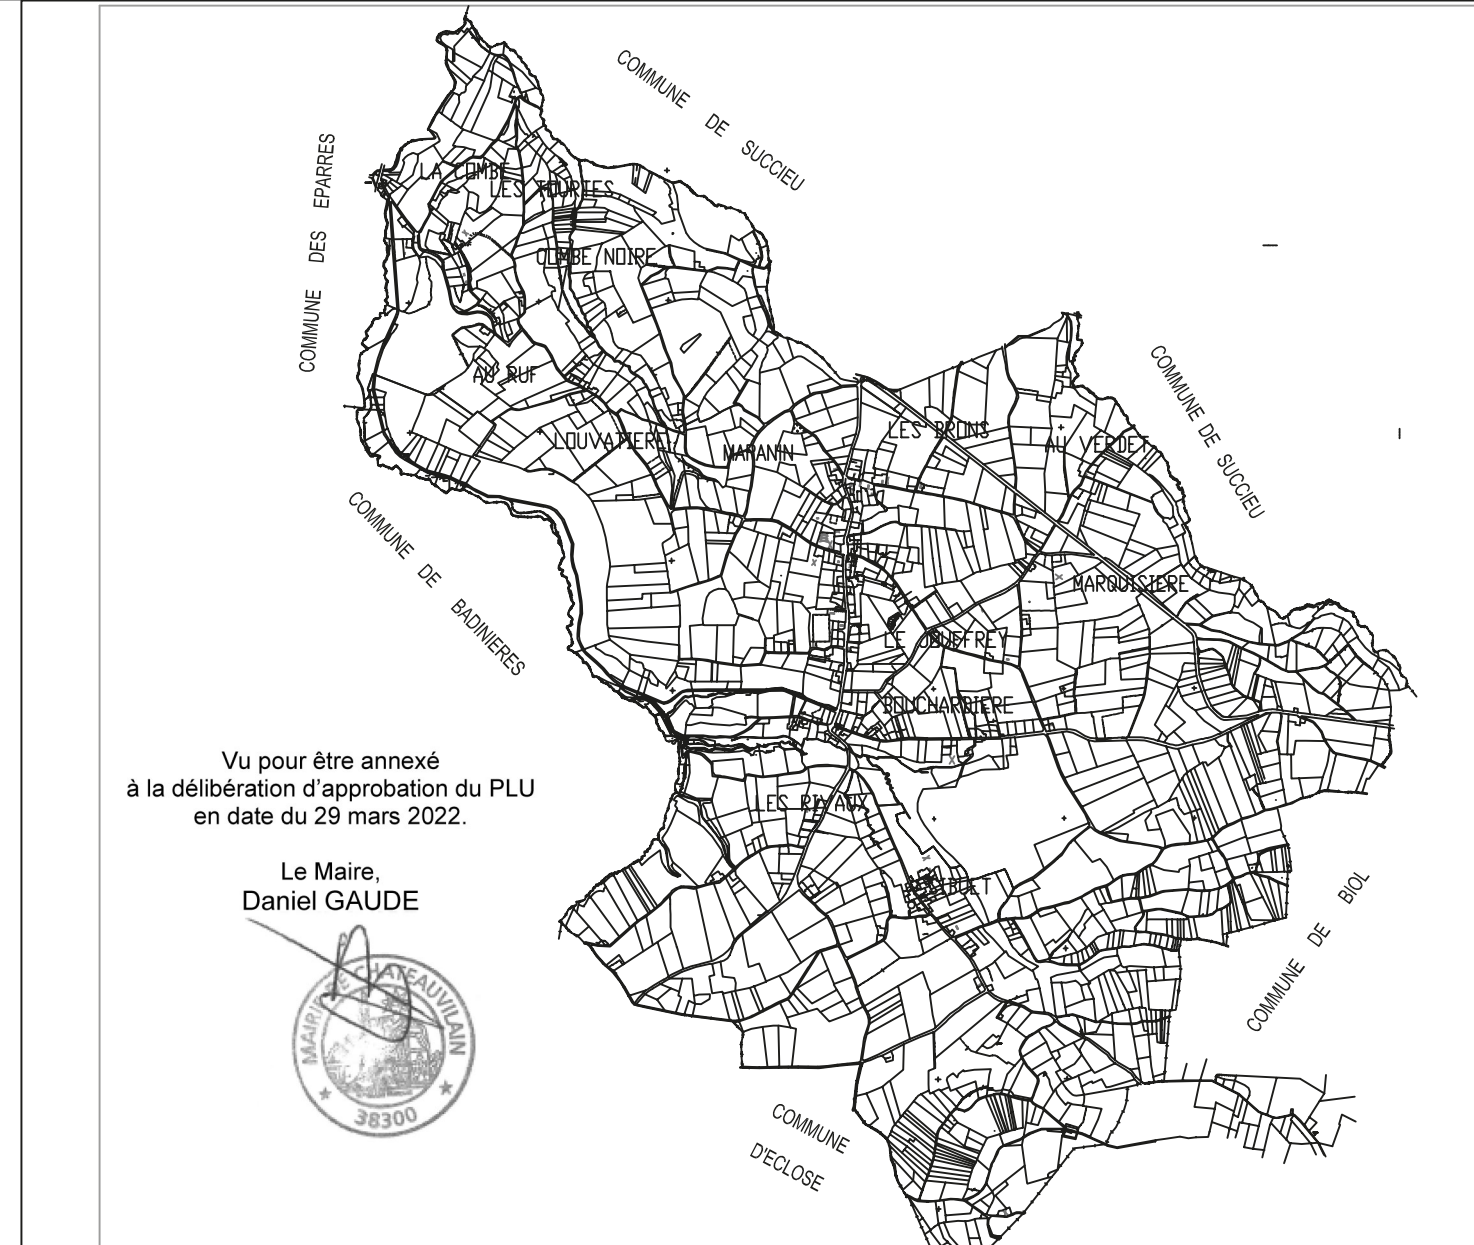 COMMUNE DE SUCCIEU
COMMUNE DES EPARRES
LA COMBE
LES TOURTES
COMBE NOIRE
AU RUF
COMMUNE DE SUCCIEU
LOUVATIERE
MARANIN
LES BRONS
AU VERDET
COMMUNE DE BADINIERES
MARQUISIERE
LE JOUFFREY
BOUCHARDIERE
Vu pour être annexé
à la délibération d'approbation du PLU
en date du 29 mars 2022.
LES RIVAUX
Le Maire,
Daniel GAUDE
COMMUNE DE BIOL
MAIRIE DE CHATEAUVILAIN
38300
COMMUNE
D'ECLOSE